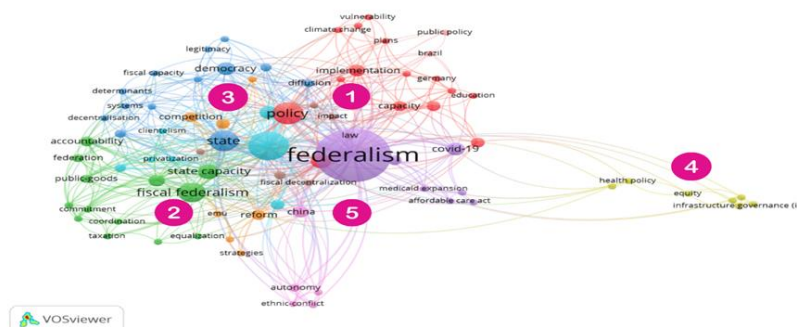 vulnerability
climate change
plans
public policy
legitimacy
brazil
fiscal capacity
democracy
implementation
germany
diffusion
determinants
education
3
1
capacity
systems
decentralisation
competition
policy
impact
clientelism
law
accountability
state
federalism
covid-19
federation
privatization
4
state capacity
public goods
fiscal decentralization
health policy
fiscal federalism
medicaid expansion
equity
affordable care act
infrastructure governance (i
commitment
2
emu
reform
china
5
coordination
taxation
equalization
strategies
autonomy
ethnic-conflict
VOSviewer